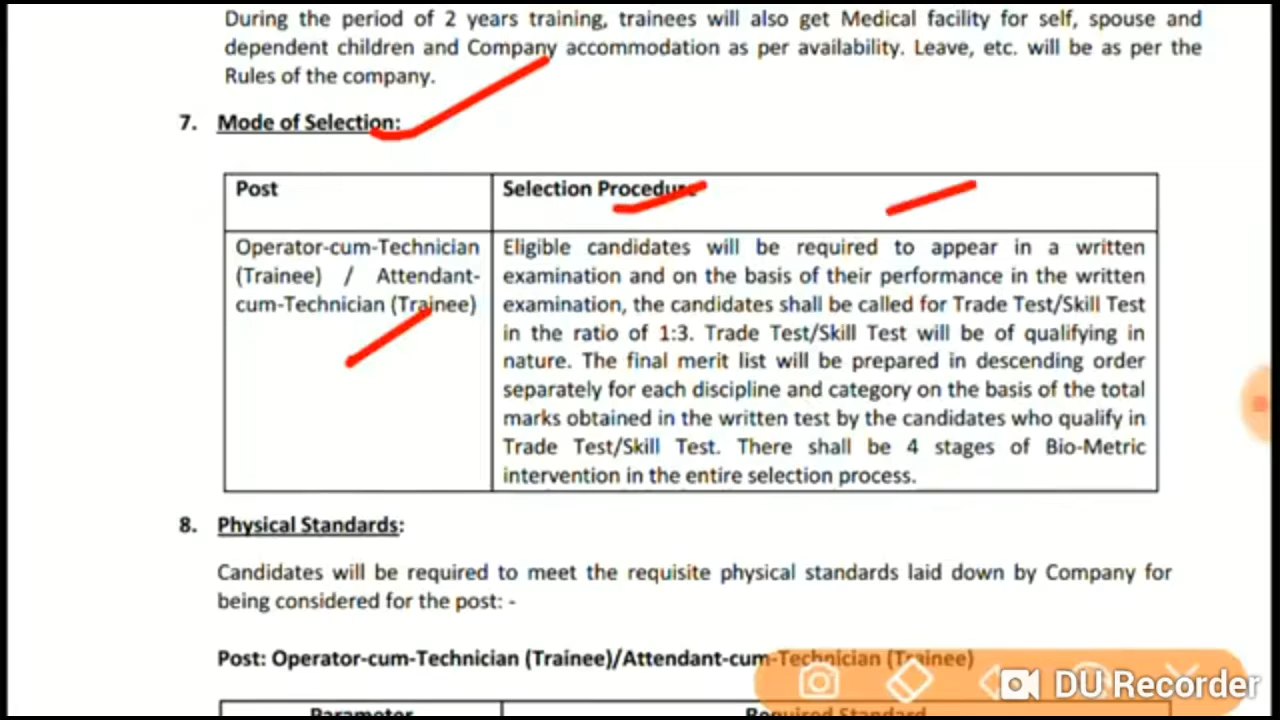 During the period of 2 years training, trainees will also get Medical facility for self, spouse and
dependent children and Company accommodation as per availability. Leave, etc. will be as per the
Rules of the company.
7. Mode of Selection:
Post
Selection Procedure
Operator-cum-Technician
(Trainee) / Attendant-
cum-Technician (Trainee)
Eligible candidates will be required to appear in a written
examination and on the basis of their performance in the written
examination, the candidates shall be called for Trade Test/Skill Test
in the ratio of 1:3. Trade Test/Skill Test will be of qualifying in
nature. The final merit list will be prepared in descending order
separately for each discipline and category on the basis of the total
marks obtained in the written test by the candidates who qualify in
Trade Test/Skill Test. There shall be 4 stages of Bio-Metric
intervention in the entire selection process.
8. Physical Standards:
Candidates will be required to meet the requisite physical standards laid down by Company for
being considered for the post: -
Post: Operator-cum-Technician (Trainee)/Attendant-cum-Technician (Trainee)
DU Recorder
Parameter
Required Standard